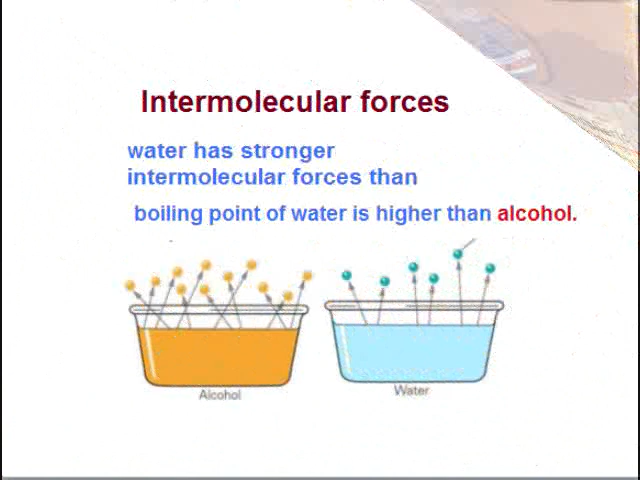 Intermolecular forces
water has stronger
intermolecular forces than
boiling point of water is higher than alcohol.
Alcohol
Water